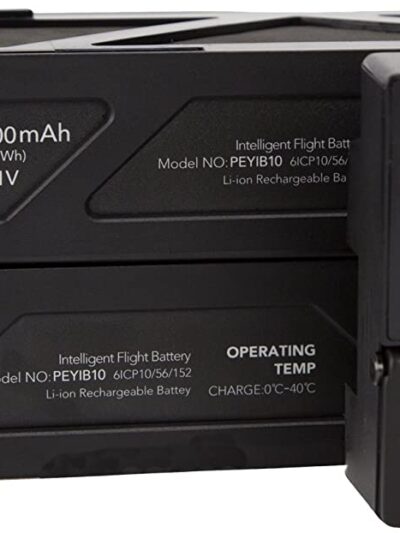 00mAh
Wh)
1V
Intelligent Flight Batt
Model NO: PEYIB10 6ICP10/56/
Li-ion Rechargeable Ba
Intelligent Flight Battery
odel NO: PEYIB10 6ICP10/56/152
Li-ion Rechargeable Battey
OPERATING
TEMP
CHARGE:0℃-40℃